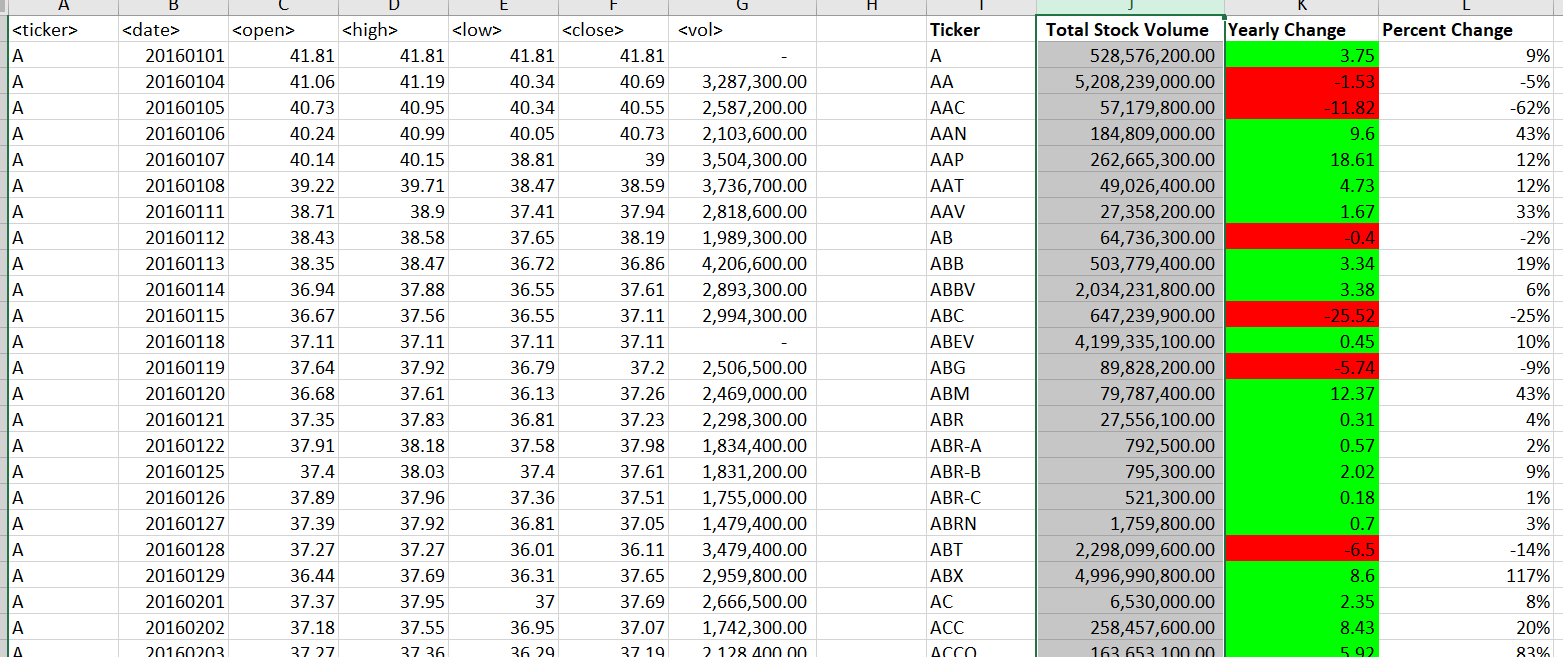 A B C D E F G H I J K L
<ticker> <date> <open> <high> <low> <close> <vol> Ticker Total Stock Volume Yearly Change Percent Change
A 20160101 41.81 41.81 41.81 41.81 - A 528,576,200.00 3.75 9%
A 20160104 41.06 41.19 40.34 40.69 3,287,300.00 AA 5,208,239,000.00 -1.53 -5%
A 20160105 40.73 40.95 40.34 40.55 2,587,200.00 AAC 57,179,800.00 -11.82 -62%
A 20160106 40.24 40.99 40.05 40.73 2,103,600.00 AAN 184,809,000.00 9.6 43%
A 20160107 40.14 40.15 38.81 39 3,504,300.00 AAP 262,665,300.00 18.61 12%
A 20160108 39.22 39.71 38.47 38.59 3,736,700.00 AAT 49,026,400.00 4.73 12%
A 20160111 38.71 38.9 37.41 37.94 2,818,600.00 AAV 27,358,200.00 1.67 33%
A 20160112 38.43 38.58 37.65 38.19 1,989,300.00 AB 64,736,300.00 -0.4 -2%
A 20160113 38.35 38.47 36.72 36.86 4,206,600.00 ABB 503,779,400.00 3.34 19%
A 20160114 36.94 37.88 36.55 37.61 2,893,300.00 ABBV 2,034,231,800.00 3.38 6%
A 20160115 36.67 37.56 36.55 37.11 2,994,300.00 ABC 647,239,900.00 -25.52 -25%
A 20160118 37.11 37.11 37.11 37.11 - ABEV 4,199,335,100.00 0.45 10%
A 20160119 37.64 37.92 36.79 37.2 2,506,500.00 ABG 89,828,200.00 -5.74 -9%
A 20160120 36.68 37.61 36.13 37.26 2,469,000.00 ABM 79,787,400.00 12.37 43%
A 20160121 37.35 37.83 36.81 37.23 2,298,300.00 ABR 27,556,100.00 0.31 4%
A 20160122 37.91 38.18 37.58 37.98 1,834,400.00 ABR-A 792,500.00 0.57 2%
A 20160125 37.4 38.03 37.4 37.61 1,831,200.00 ABR-B 795,300.00 2.02 9%
A 20160126 37.89 37.96 37.36 37.51 1,755,000.00 ABR-C 521,300.00 0.18 1%
A 20160127 37.39 37.92 36.81 37.05 1,479,400.00 ABRN 1,759,800.00 0.7 3%
A 20160128 37.27 37.27 36.01 36.11 3,479,400.00 ABT 2,298,099,600.00 -6.5 -14%
A 20160129 36.44 37.69 36.31 37.65 2,959,800.00 ABX 4,996,990,800.00 8.6 117%
A 20160201 37.37 37.95 37 37.69 2,666,500.00 AC 6,530,000.00 2.35 8%
A 20160202 37.18 37.55 36.95 37.07 1,742,300.00 ACC 258,457,600.00 8.43 20%
A 20160203 37.27 37.36 36.29 37.19 2,128,400.00 ACCO 163,653,100.00 5.92 83%